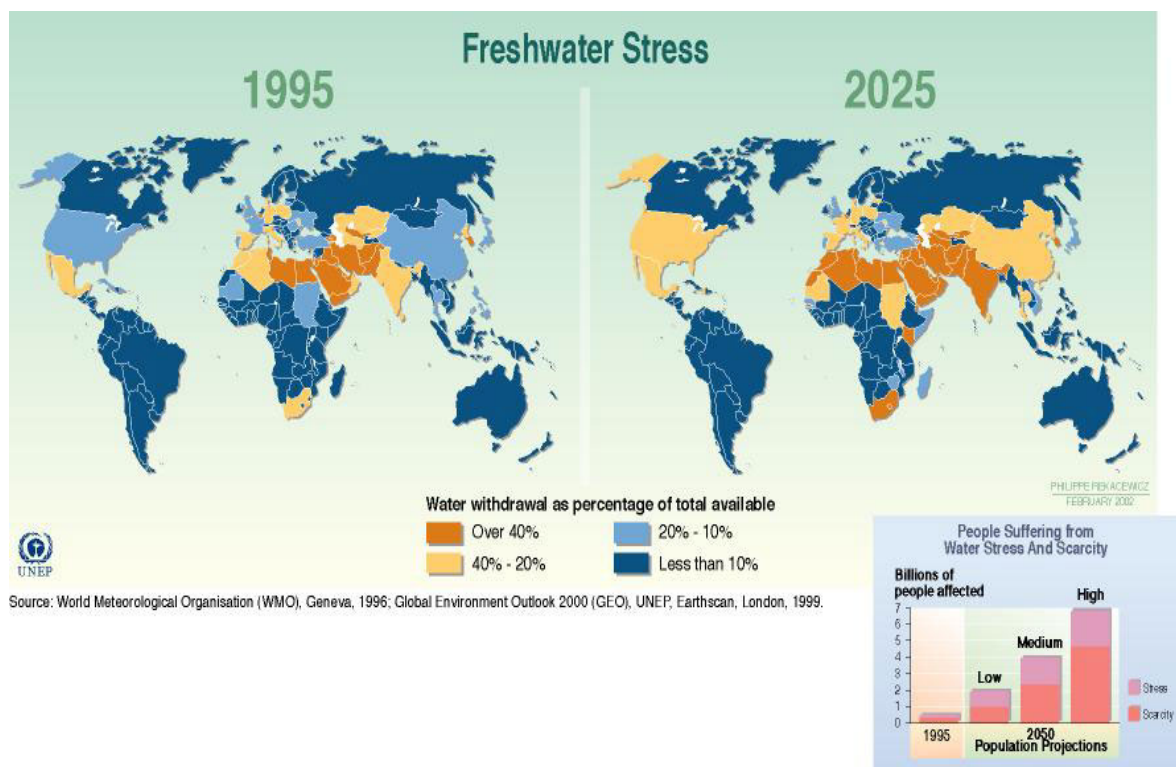 Freshwater Stress
1995
2025
Water withdrawal as percentage of total available
Over 40%
20% - 10%
40% - 20%
Less than 10%
PHILIPPE REKACEWICZ
FEBRUARY 2002
UNEP
Source: World Meteorological Organisation (WMO), Geneva, 1996; Global Environment Outlook 2000 (GEO), UNEP, Earthscan, London, 1999.
People Suffering from
Water Stress And Scarcity
Billions of
people affected
7
6
5
4
3
2
1
0
Low
Medium
High
Stress
Scarcity
1995
2050
Population Projections